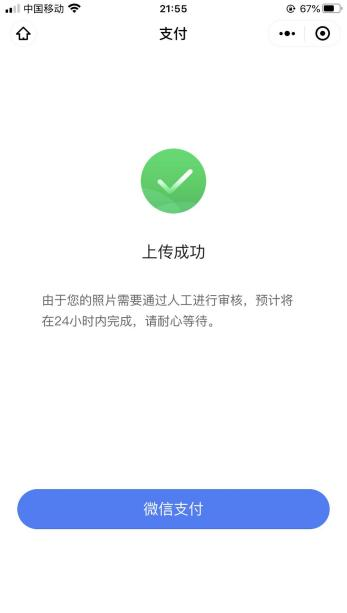 中国移动
21:55
67%
支付
上传成功
由于您的照片需要通过人工进行审核，预计将
在24小时内完成，请耐心等待。
微信支付